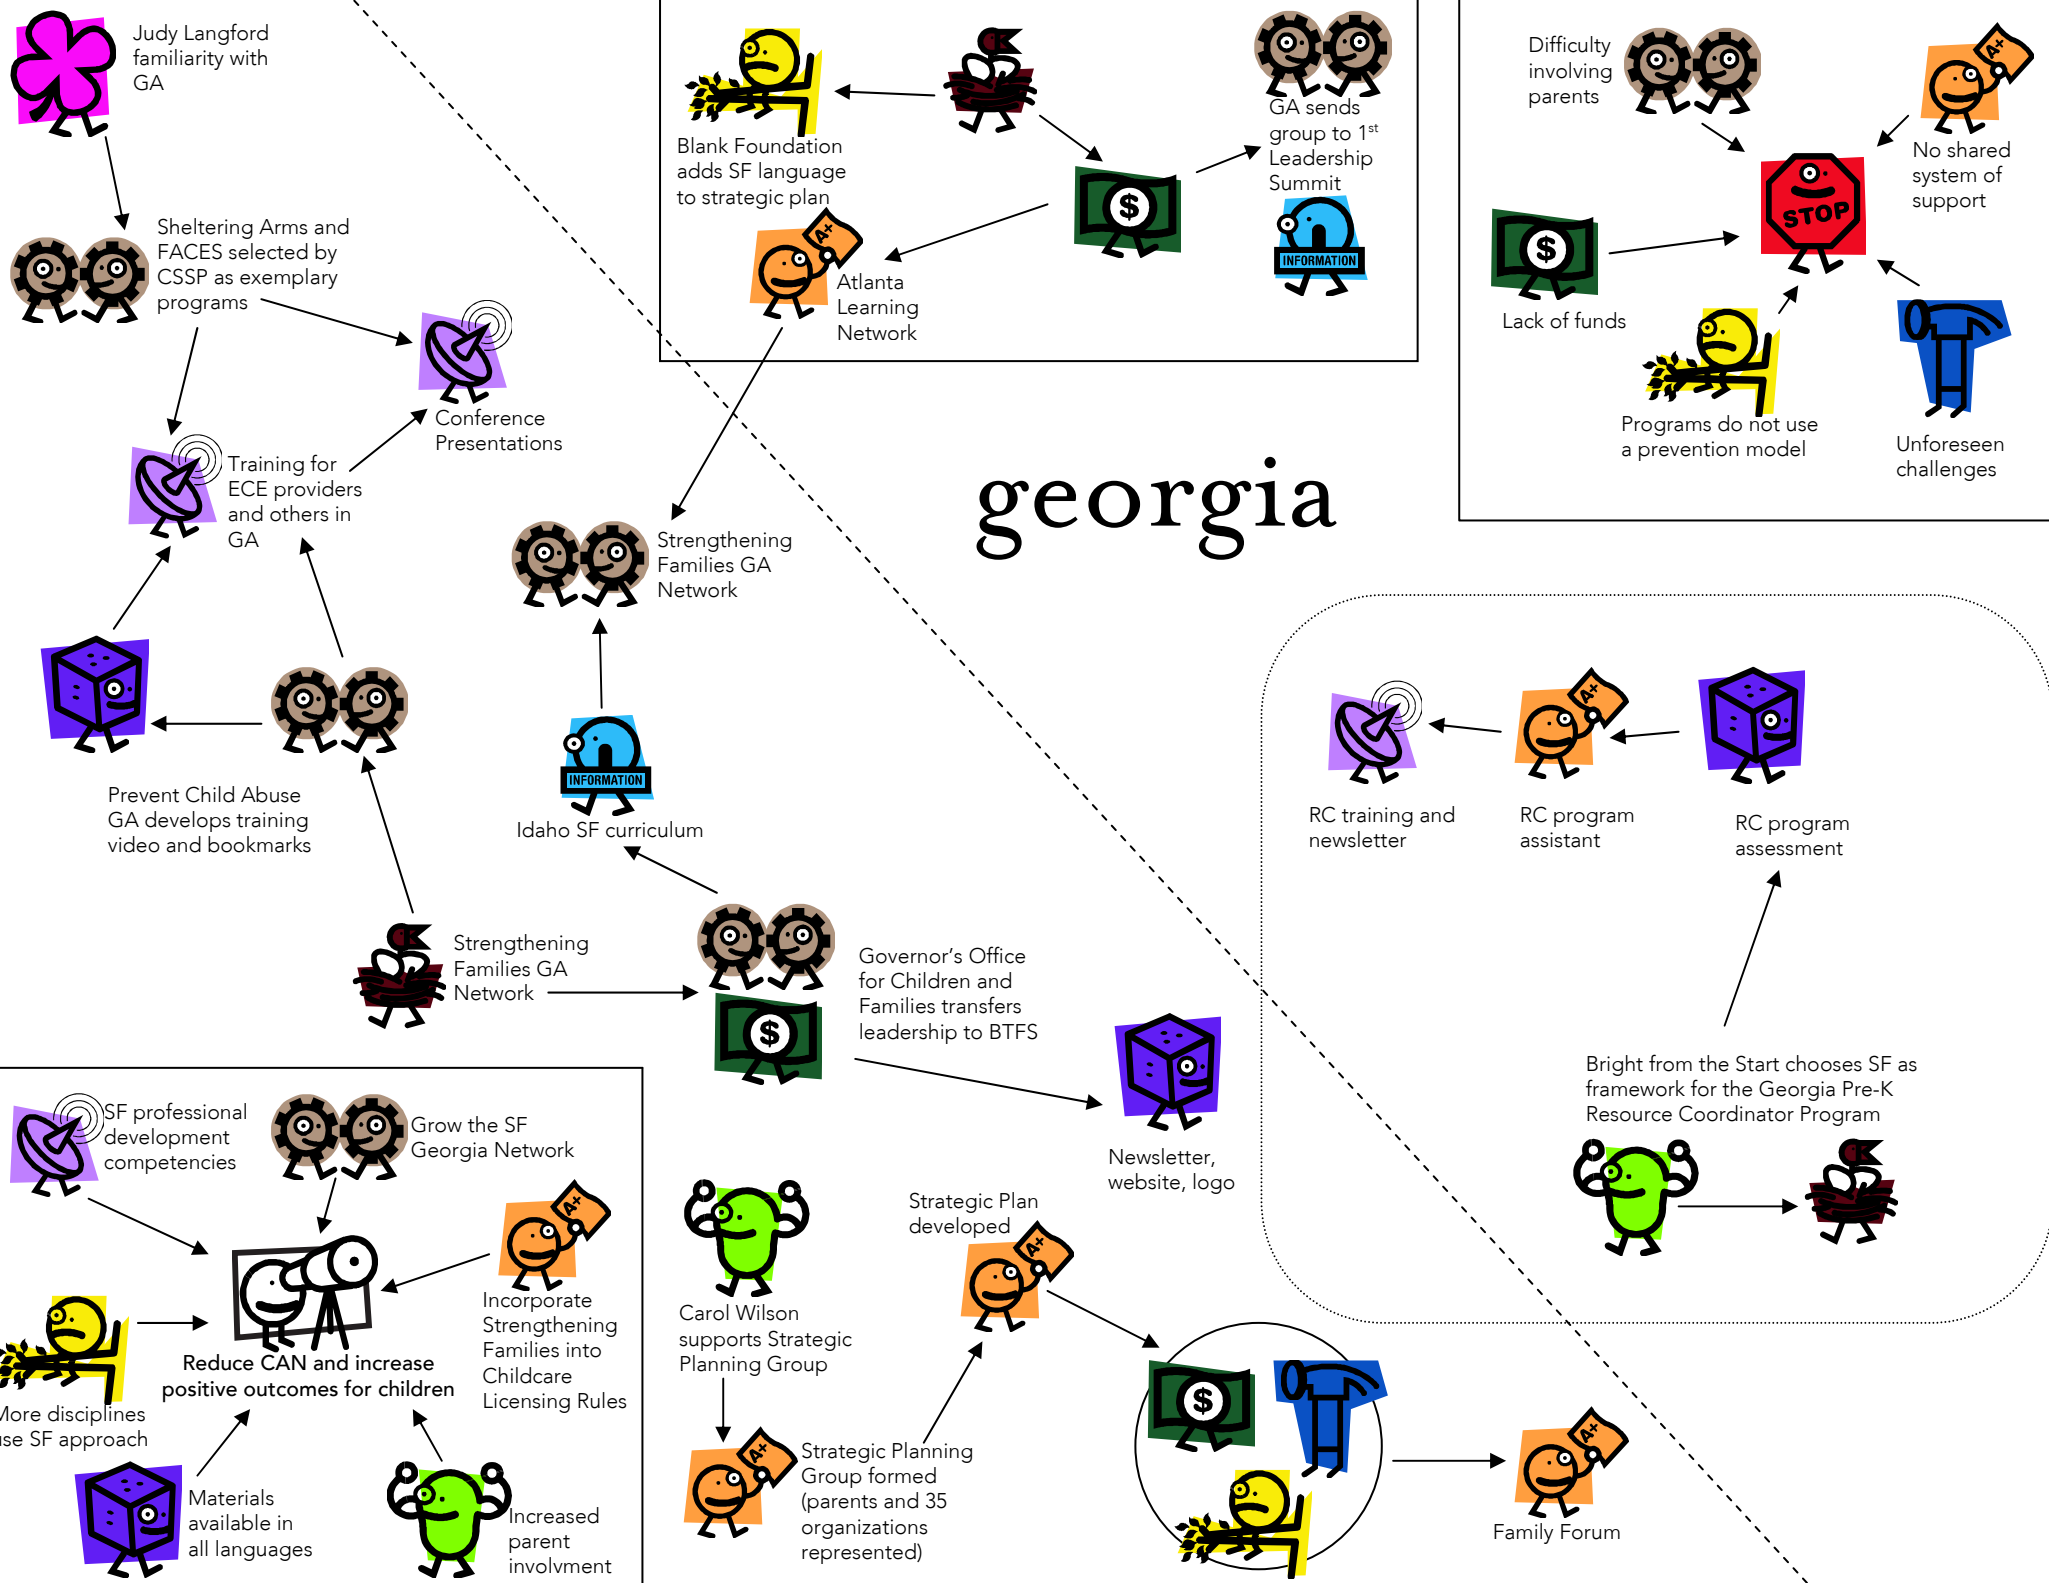 Judy Langford
familiarity with
GA
Sheltering Arms and
FACES selected by
CSSP as exemplary
programs
Conference
Presentations
Training for
ECE providers
and others in
GA
Prevent Child Abuse
GA develops training
video and bookmarks
Blank Foundation
adds SF language
to strategic plan
$
GA sends
group to 1st
Leadership
Summit
INFORMATION
A+
Atlanta
Learning
Network
Difficulty
involving
parents
A+
No shared
system of
support
STOP
$
Lack of funds
Programs do not use
a prevention model
Unforeseen
challenges
georgia
Strengthening
Families GA
Network
INFORMATION
Idaho SF curriculum
Strengthening
Families GA
Network
$
Governor's Office
for Children and
Families transfers
leadership to BTFS
Newsletter,
website, logo
A+
RC training and
newsletter
RC program
assistant
RC program
assessment
Bright from the Start chooses SF as
framework for the Georgia Pre-K
Resource Coordinator Program
SF professional
development
competencies
Grow the SF
Georgia Network
A+
Incorporate
Strengthening
Families into
Childcare
Licensing Rules
Reduce CAN and increase
positive outcomes for children
More disciplines
use SF approach
Materials
available in
all languages
Increased
parent
involvment
Carol Wilson
supports Strategic
Planning Group
A+
Strategic Planning
Group formed
(parents and 35
organizations
represented)
Strategic Plan
developed
A+
$
A+
Family Forum